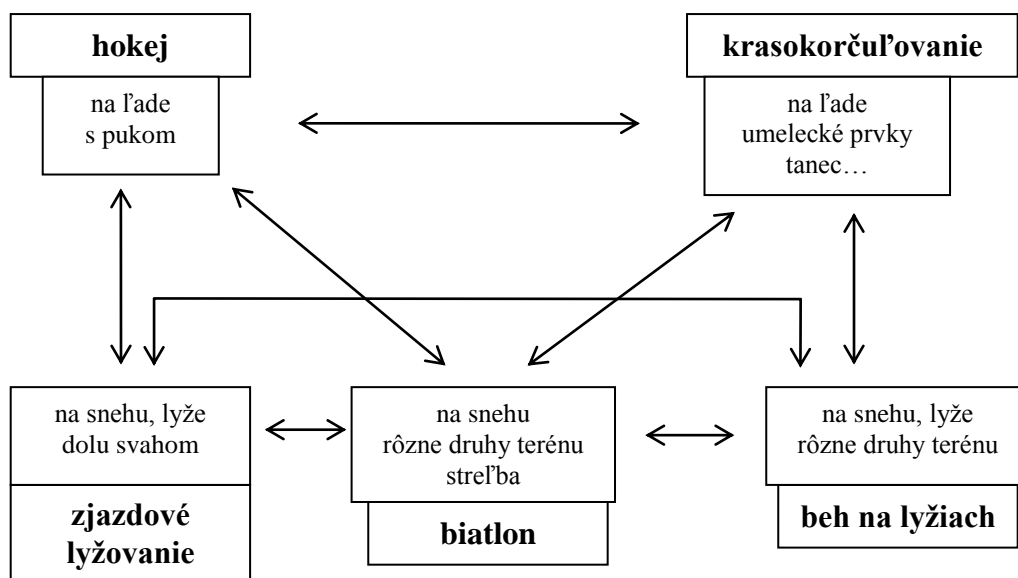 hokej
na ľade
s pukom
krasokorčuľovanie
na ľade
umelecké prvky
tanec…
na snehu, lyže
dolu svahom
zjazdové
lyžovanie
na snehu
rôzne druhy terénu
streľba
biatlon
na snehu, lyže
rôzne druhy terénu
beh na lyžiach